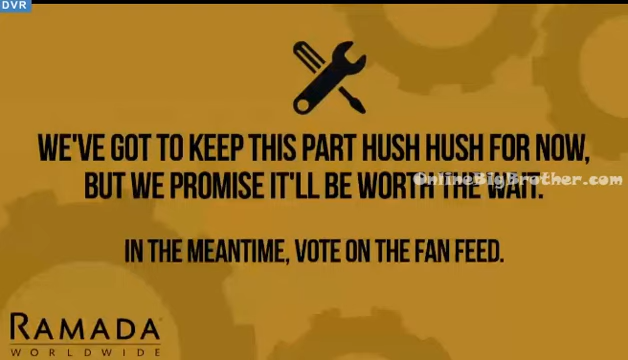 DVR
WE'VE GOT TO KEEP THIS PART HUSH HUSH FOR NOW,
BUT WE PROMISE IT'LL BE WORTH THE WAIT.
OnlineBigBrother.com
IN THE MEANTIME, VOTE ON THE FAN FEED.
RAMADA
WORLDWIDE